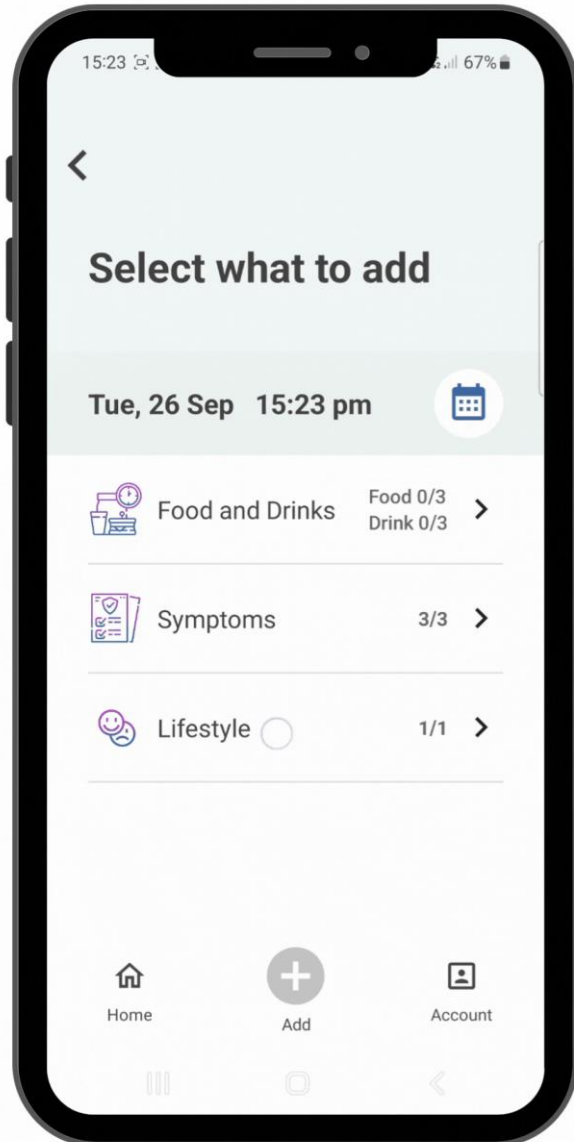 15:23
67%
Select what to add
Tue, 26 Sep 15:23 pm
Food and Drinks
Food 0/3
Drink 0/3
Symptoms
3/3
Lifestyle
1/1
Home
Add
Account